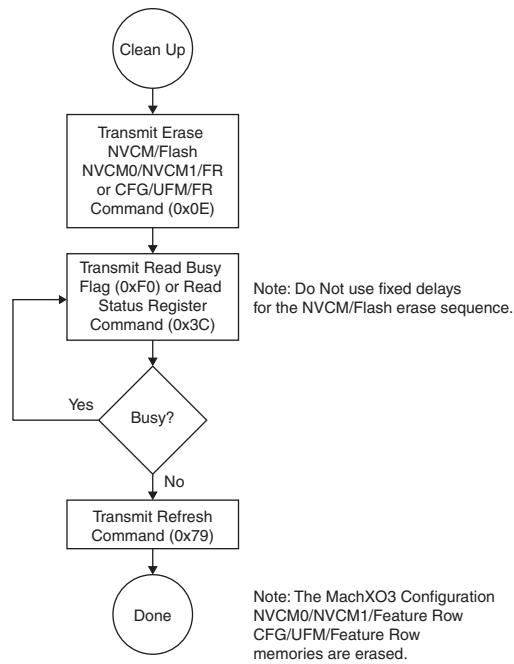 Clean Up
Transmit Erase
NVCM/Flash
NVCM0/NVCM1/FR
or CFG/UFM/FR
Command (0x0E)
Transmit Read Busy
Flag (0xF0) or Read
Status Register
Command (0x3C)
Note: Do Not use fixed delays
for the NVCM/Flash erase sequence.
Yes
Busy?
No
Transmit Refresh
Command (0x79)
Done
Note: The MachXO3 Configuration
NVCM0/NVCM1/Feature Row
CFG/UFM/Feature Row
memories are erased.